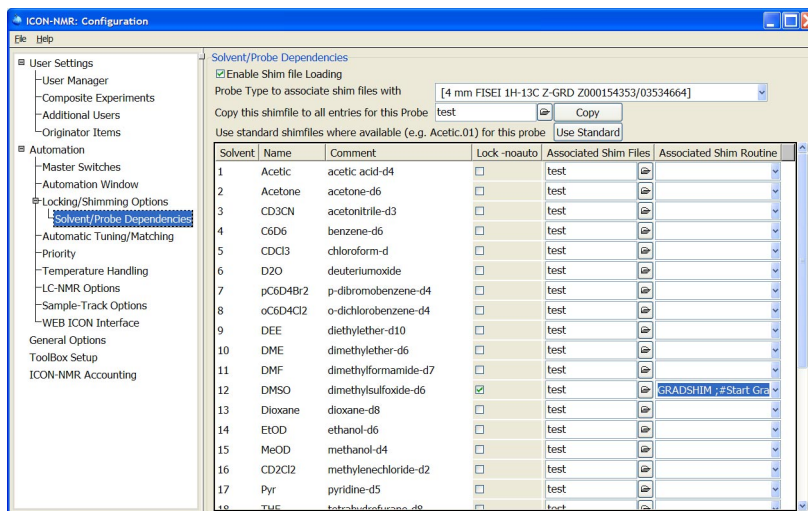 ICON-NMR: Configuration
File Help
User Settings
User Manager
Composite Experiments
Additional Users
Originator Items
Automation
Master Switches
Automation Window
Locking/Shimming Options
Solvent/Probe Dependencies
Automatic Tuning/Matching
Priority
Temperature Handling
LC-NMR Options
Sample-Track Options
WEB ICON Interface
General Options
ToolBox Setup
ICON-NMR Accounting
Solvent/Probe Dependencies
Enable Shim file Loading
Probe Type to associate shim files with [4 mm FISEI 1H-13C Z-GRD Z000154353/03534664]
Copy this shimfile to all entries for this Probe test Copy
Use standard shimfiles where available (e.g. Acetic.01) for this probe Use Standard
Solvent Name Comment Lock -noauto Associated Shim Files Associated Shim Routine
1 Acetic acetic acid-d4 test
2 Acetone acetone-d6 test
3 CD3CN acetonitrile-d3 test
4 C6D6 benzene-d6 test
5 CDCl3 chloroform-d test
6 D2O deuteriumoxide test
7 pC6D4Br2 p-dibromobenzene-d4 test
8 oC6D4Cl2 o-dichlorobenzene-d4 test
9 DEE diethylether-d10 test
10 DME dimethylether-d6 test
11 DMF dimethylformamide-d7 test
12 DMSO dimethylsulfoxide-d6 test GRADSHIM ;#Start Gra
13 Dioxane dioxane-d8 test
14 EtOD ethanol-d6 test
15 MeOD methanol-d4 test
16 CD2Cl2 methylenechloride-d2 test
17 Pyr pyridine-d5 test
18 THF tetrahydrofurane-d8 test